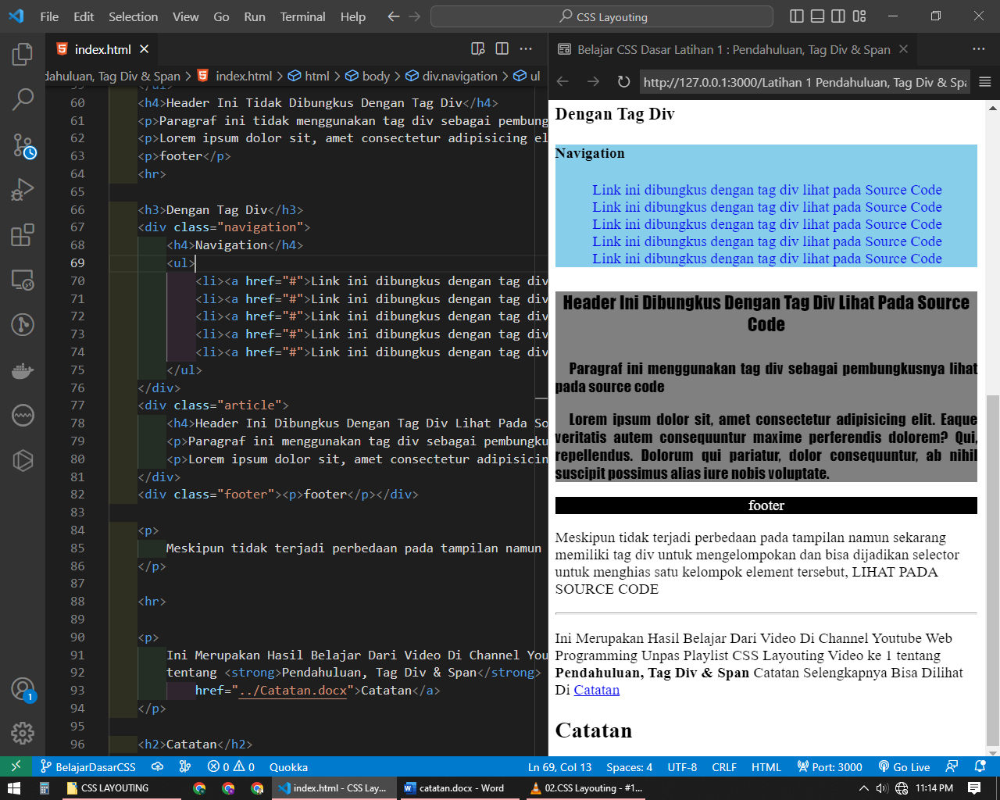 File Edit Selection View Go Run Terminal Help CSS Layouting
index.html
dahuluan, Tag Div & Span > index.html > html > body > div.navigation > ul
60 <h4>Header Ini Tidak Dibungkus Dengan Tag Div</h4>
61 <p>Paragraf ini tidak menggunakan tag div sebagai pembung
62 <p>Lorem ipsum dolor sit, amet consectetur adipisicing el
63 <p>footer</p>
64 <hr>
65
66 <h3>Dengan Tag Div</h3>
67 <div class="navigation">
68 <h4>Navigation</h4>
69 <ul>
70 <li><a href="#">Link ini dibungkus dengan tag div
71 <li><a href="#">Link ini dibungkus dengan tag div
72 <li><a href="#">Link ini dibungkus dengan tag div
73 <li><a href="#">Link ini dibungkus dengan tag div
74 <li><a href="#">Link ini dibungkus dengan tag div
75 </ul>
76 </div>
77 <div class="article">
78 <h4>Header Ini Dibungkus Dengan Tag Div Lihat Pada So
79 <p>Paragraf ini menggunakan tag div sebagai pembungku
80 <p>Lorem ipsum dolor sit, amet consectetur adipisicin
81 </div>
82 <div class="footer"><p>footer</p></div>
83
84 <p>
85 Meskipun tidak terjadi perbedaan pada tampilan namun
86 </p>
87
88 <hr>
89
90 <p>
91 Ini Merupakan Hasil Belajar Dari Video Di Channel You
92 tentang <strong>Pendahuluan, Tag Div & Span</strong>
93 href="../Catatan.docx">Catatan</a>
94 </p>
95
96 <h2>Catatan</h2>
Belajar CSS Dasar Latihan 1 : Pendahuluan, Tag Div & Span
http://127.0.0.1:3000/Latihan 1 Pendahuluan, Tag Div & Spa
Dengan Tag Div
Navigation
Link ini dibungkus dengan tag div lihat pada Source Code
Link ini dibungkus dengan tag div lihat pada Source Code
Link ini dibungkus dengan tag div lihat pada Source Code
Link ini dibungkus dengan tag div lihat pada Source Code
Link ini dibungkus dengan tag div lihat pada Source Code
Header Ini Dibungkus Dengan Tag Div Lihat Pada Source
Code
Paragraf ini menggunakan tag div sebagai pembungkusnya lihat
pada source code
Lorem ipsum dolor sit, amet consectetur adipisicing elit. Eaque
veritatis autem consequuntur maxime perferendis dolorem? Qui,
repellendus. Dolorum qui pariatur, dolor consequuntur, ab nihil
suscipit possimus alias iure nobis voluptate.
footer
Meskipun tidak terjadi perbedaan pada tampilan namun sekarang
memiliki tag div untuk mengelompokan dan bisa dijadikan selector
untuk menghias satu kelompok element tersebut, LIHAT PADA
SOURCE CODE
Ini Merupakan Hasil Belajar Dari Video Di Channel Youtube Web
Programming Unpas Playlist CSS Layouting Video ke 1 tentang
Pendahuluan, Tag Div & Span Catatan Selengkapnya Bisa Dilihat
Di Catatan
Catatan
1
BelajarDasarCSS 0 0 Quokka Ln 69, Col 13 Spaces: 4 UTF-8 CRLF HTML Port: 3000 Go Live
CSS LAYOUTING index.html - CSS Lay... catatan.docx - Word 02.CSS Layouting - #1... 11:14 PM